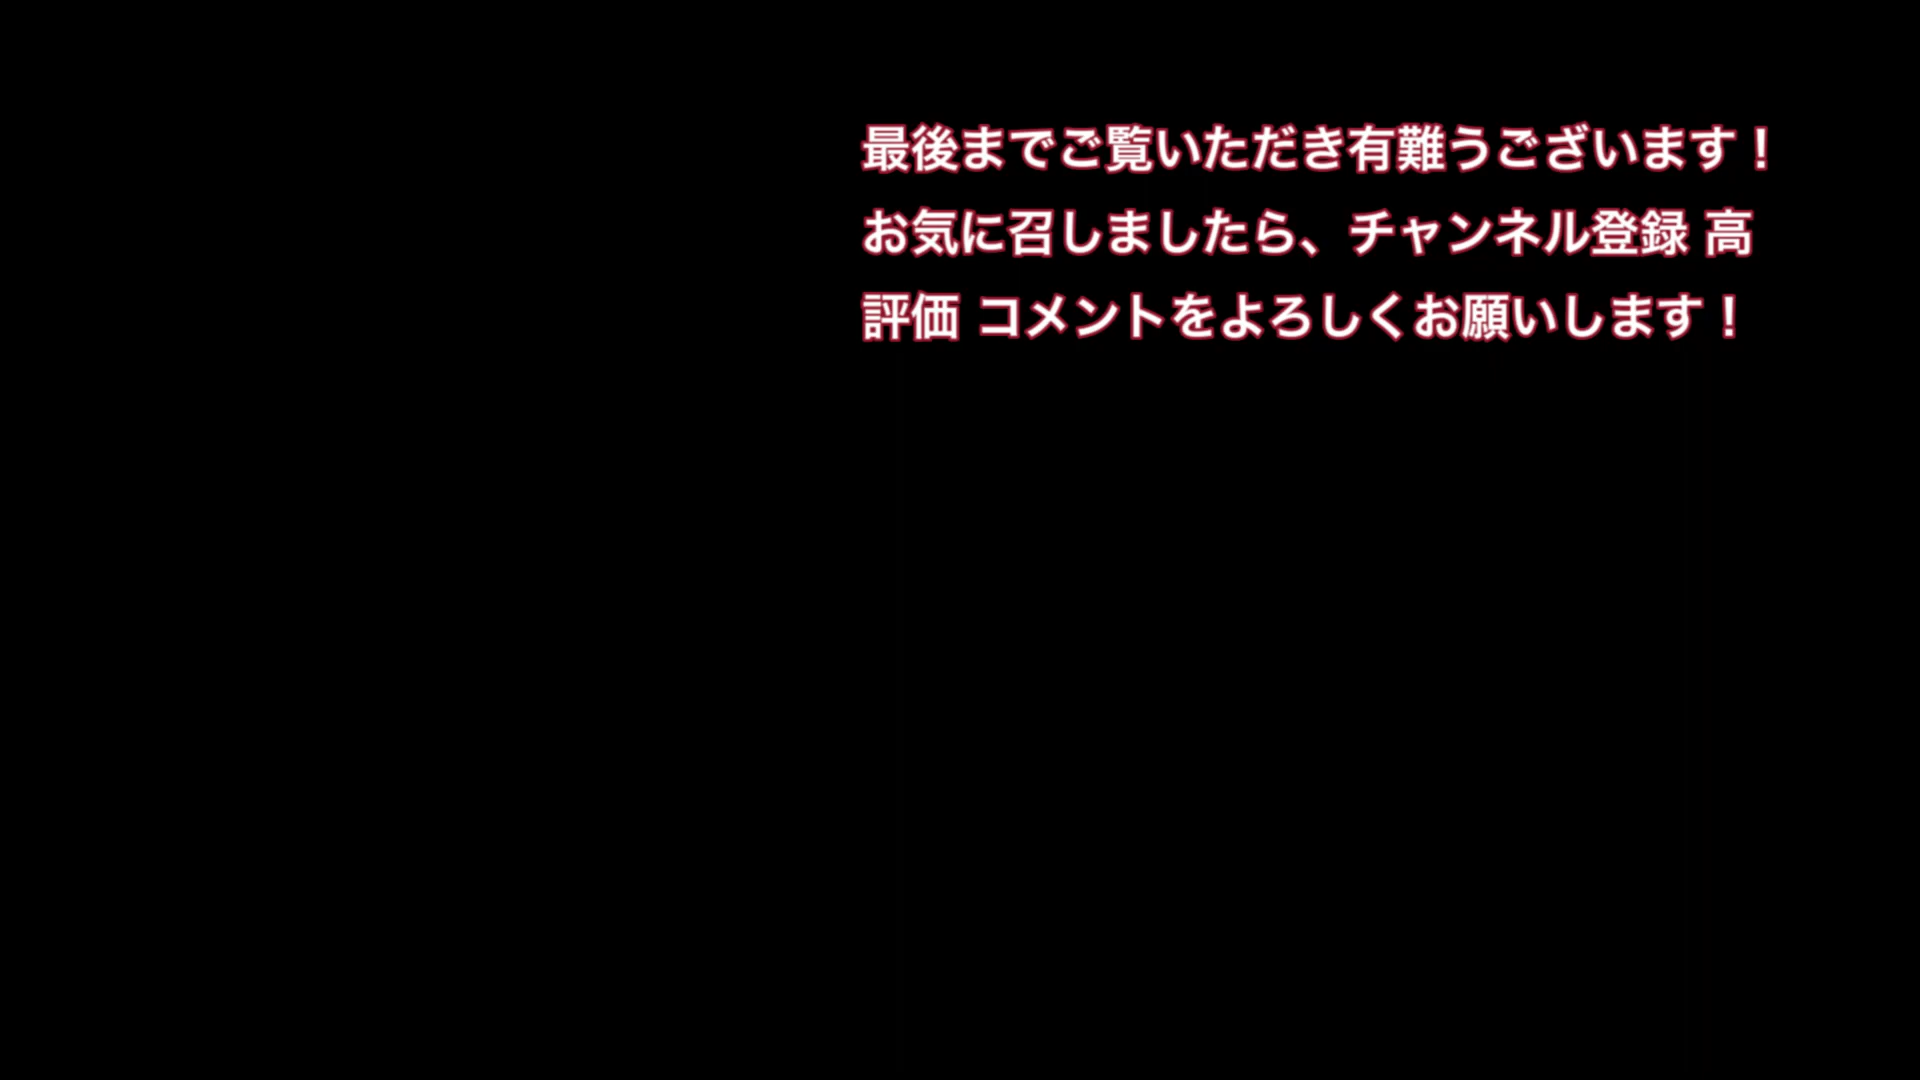 最後までご覧いただき有難うございます！
お気に召しましたら、チャンネル登録 高
評価 コメントをよろしくお願いします！